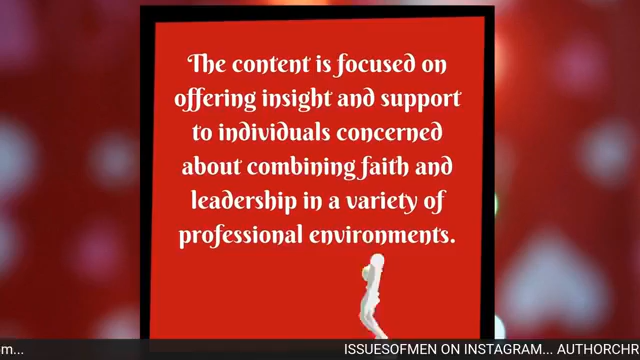 The content is focused on
offering insight and support
to individuals concerned
about combining faith and
leadership in a variety of
professional environments.
om... ISSUESOFMEN ON INSTAGRAM... AUTHORCHR